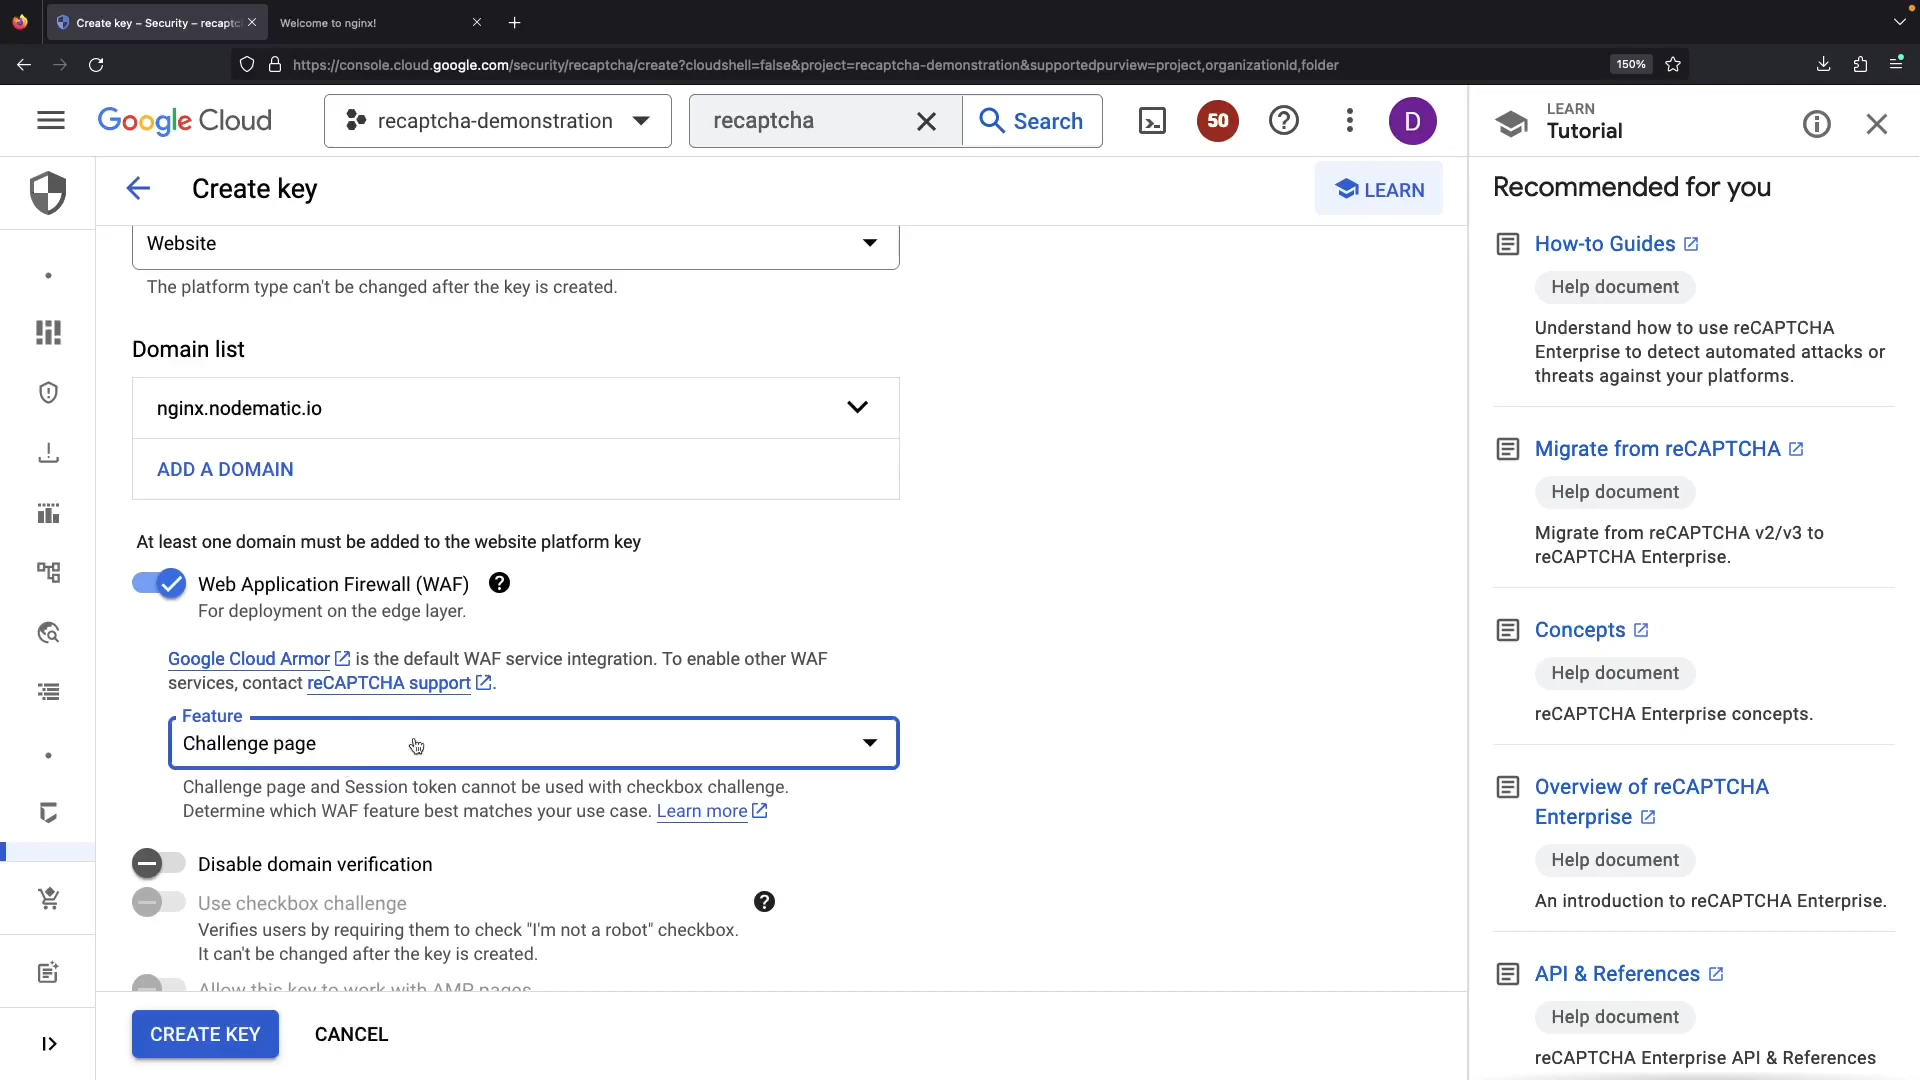 Create key – Security – recaptc
Welcome to nginx!
https://console.cloud.google.com/security/recaptcha/create?cloudshell=false&project=recaptcha-demonstration&supportedpurview=project,organizationId,folder
150%
Google Cloud
recaptcha-demonstration
recaptcha
Search
50
D
LEARN
Tutorial
Create key
LEARN
Website
The platform type can't be changed after the key is created.
Domain list
nginx.nodematic.io
ADD A DOMAIN
At least one domain must be added to the website platform key
Web Application Firewall (WAF)
For deployment on the edge layer.
Google Cloud Armor is the default WAF service integration. To enable other WAF
services, contact reCAPTCHA support.
Feature
Challenge page
Challenge page and Session token cannot be used with checkbox challenge.
Determine which WAF feature best matches your use case. Learn more
Disable domain verification
Use checkbox challenge
Verifies users by requiring them to check "I'm not a robot" checkbox.
It can't be changed after the key is created.
Allow this key to work with AMP pages
CREATE KEY
CANCEL
Recommended for you
How-to Guides
Help document
Understand how to use reCAPTCHA
Enterprise to detect automated attacks or
threats against your platforms.
Migrate from reCAPTCHA
Help document
Migrate from reCAPTCHA v2/v3 to
reCAPTCHA Enterprise.
Concepts
Help document
reCAPTCHA Enterprise concepts.
Overview of reCAPTCHA
Enterprise
Help document
An introduction to reCAPTCHA Enterprise.
API & References
Help document
reCAPTCHA Enterprise API & References